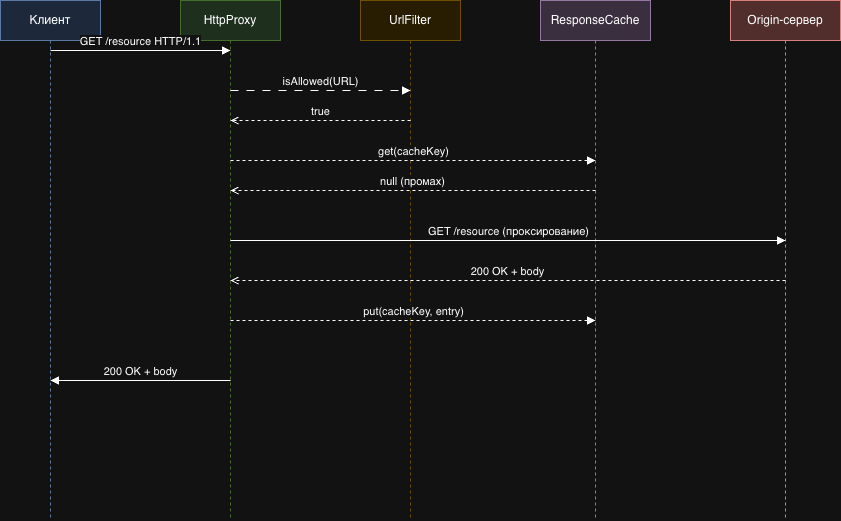 Клиент
HttpProxy
UrlFilter
ResponseCache
Origin-сервер
GET /resource HTTP/1.1
isAllowed(URL)
true
get(cacheKey)
null (промах)
GET /resource (проксирование)
200 OK + body
put(cacheKey, entry)
200 OK + body